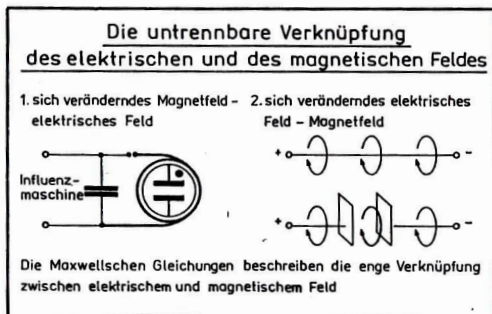 Die untrennbare Verknüpfung
des elektrischen und des magnetischen Feldes
1. sich veränderndes Magnetfeld -
elektrisches Feld
2. sich veränderndes elektrisches
Feld - Magnetfeld
Influenz-
maschine
+ -
+ -
Die Maxwellschen Gleichungen beschreiben die enge Verknüpfung
zwischen elektrischem und magnetischem Feld